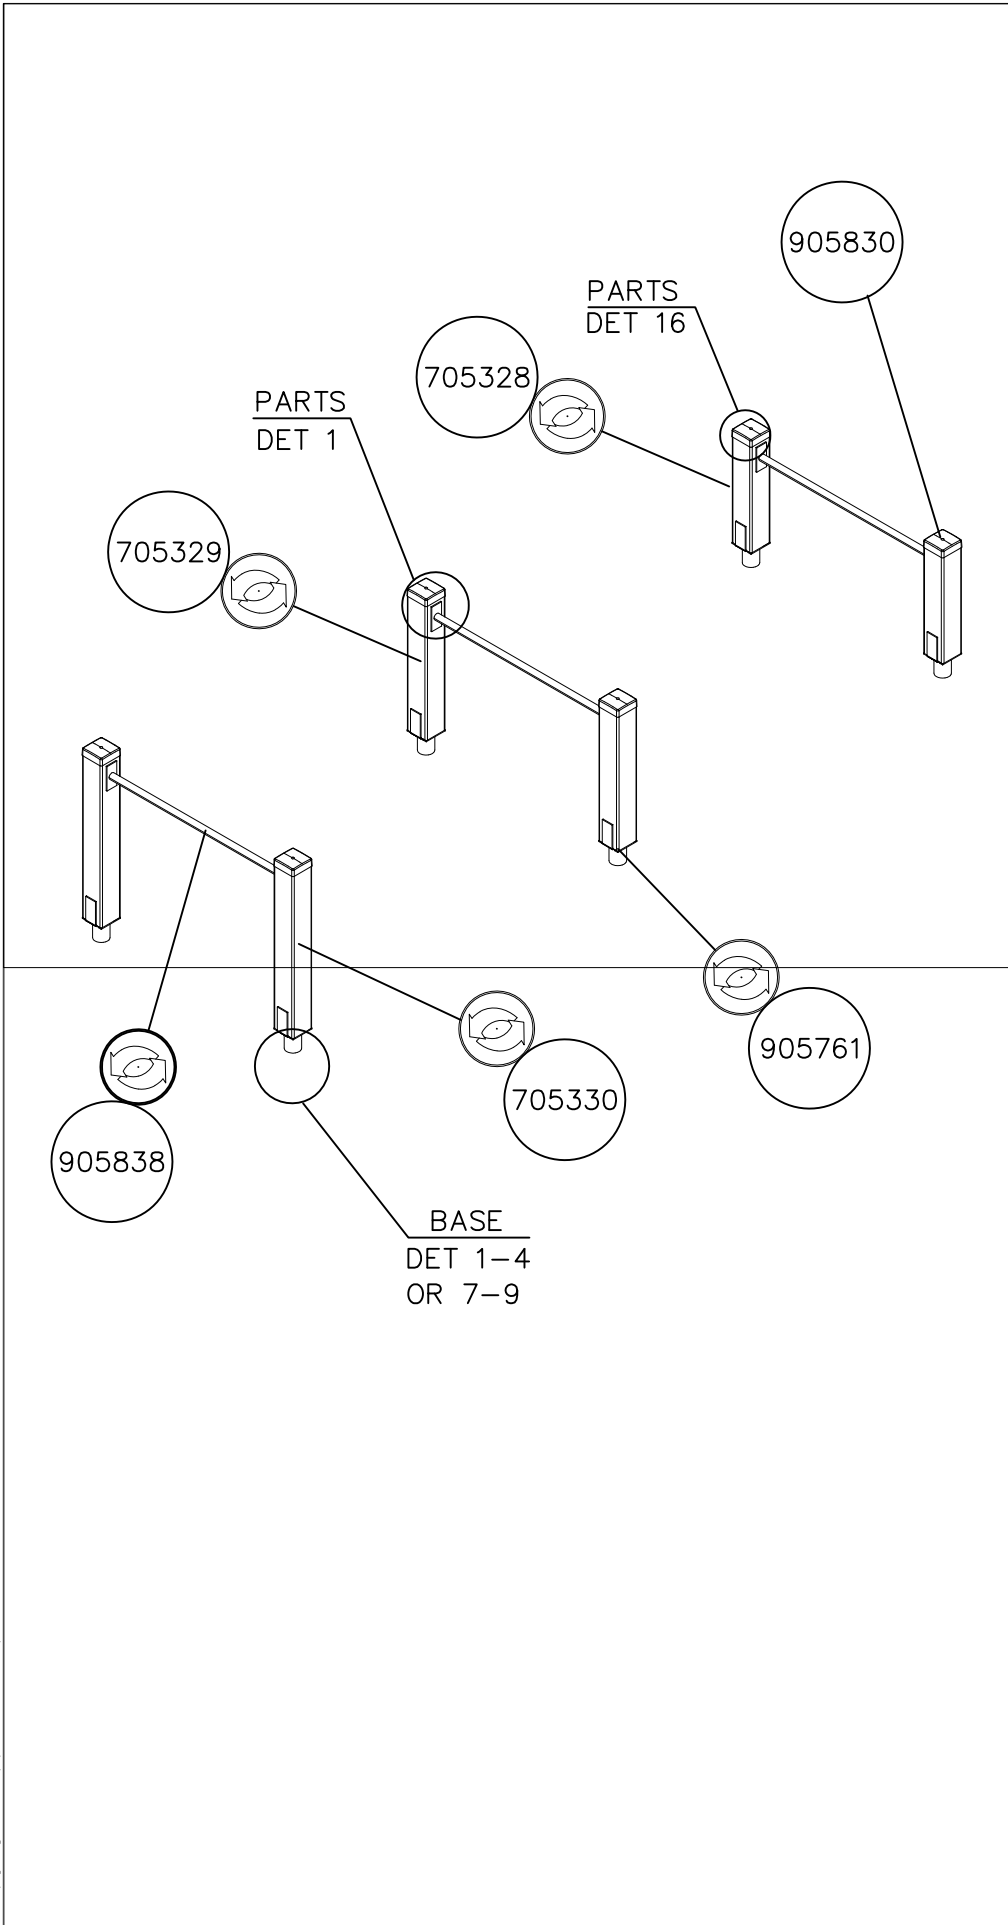 905830
PARTS
DET 16
705328
PARTS
DET 1
705329
905761
705330
905838
BASE
DET 1-4
OR 7-9